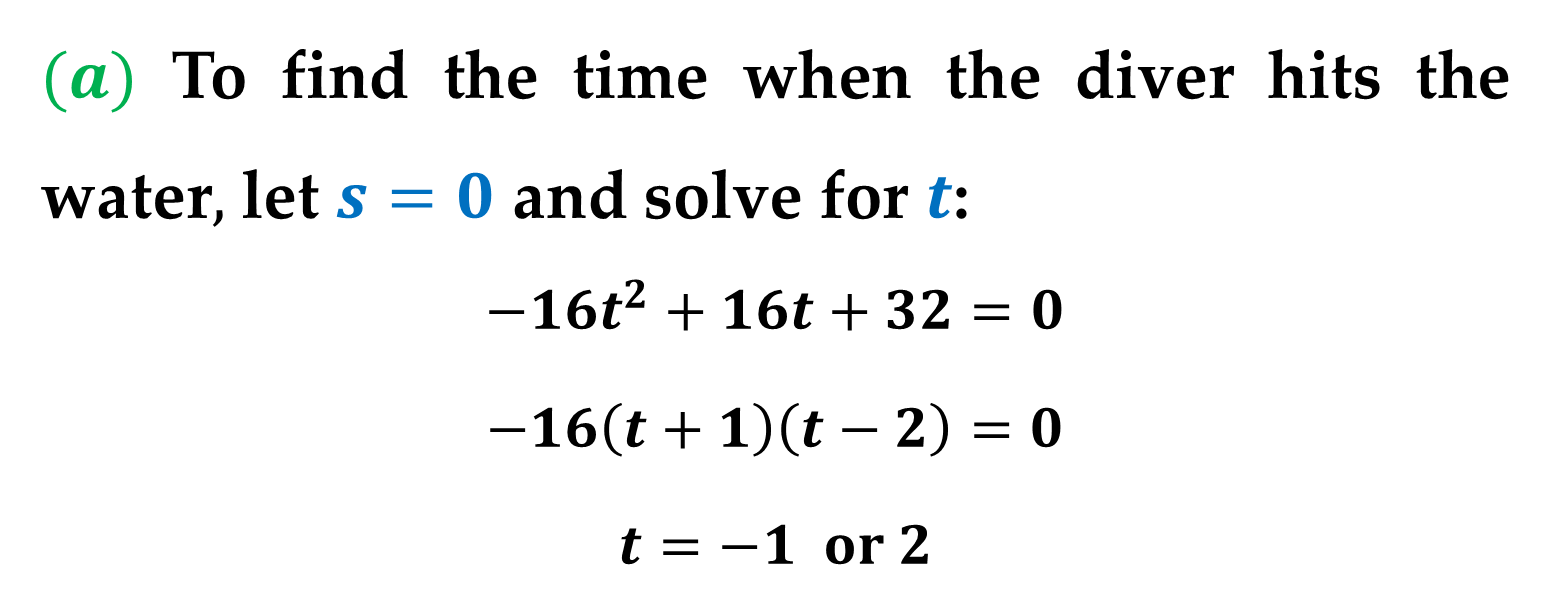 (a) To find the time when the diver hits the
water, let s = 0 and solve for t:
−16t² + 16t + 32 = 0
−16(t + 1)(t − 2) = 0
t = −1 or 2